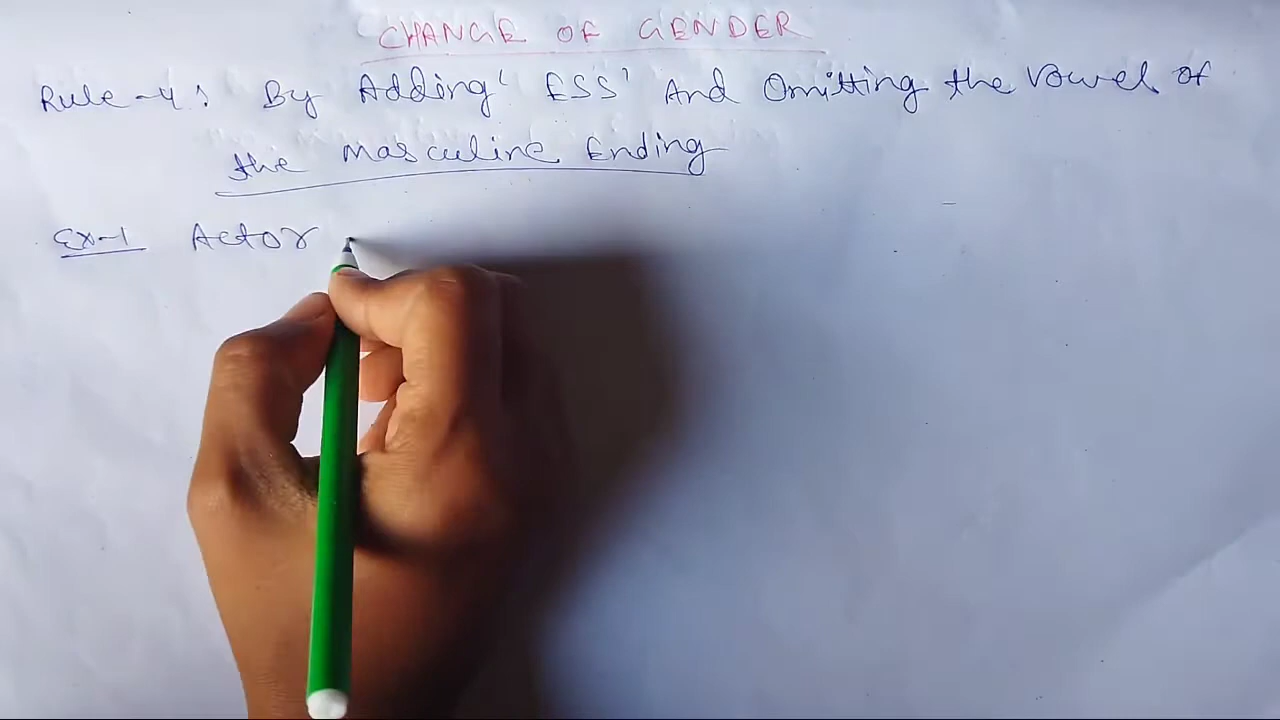 CHANGE OF GENDER
Rule-4: By Adding 'ESS' And Omitting the Vowel of
the Masculine Ending
Ex-1 Actor